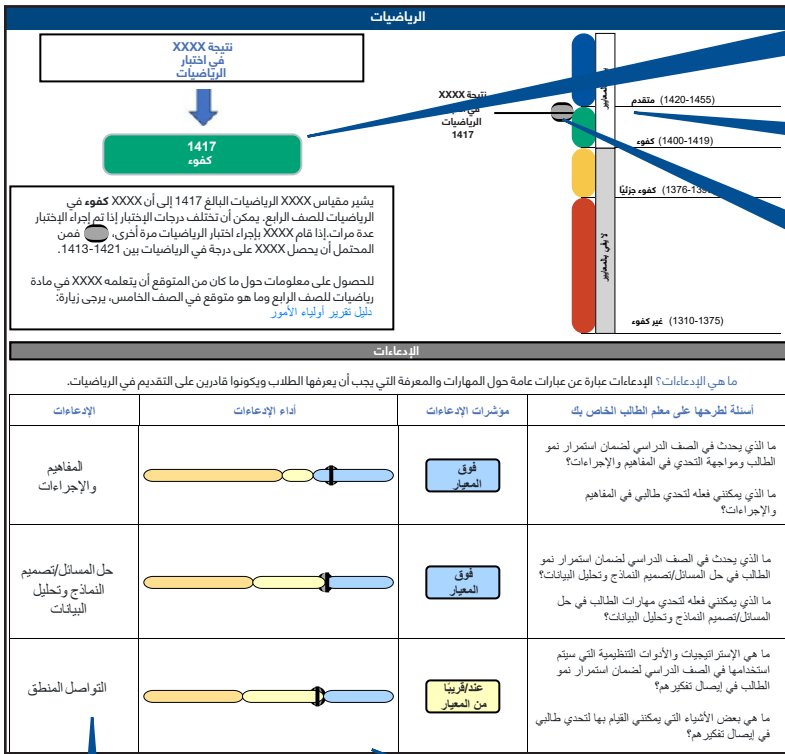 الرياضيات
نتيجة XXXX
في اختبار
الرياضيات
1417
كفوء
نتيجة XXXX
في
الرياضيات
1417
(1420-1455) متقدم
(1400-1419) كفوء
كفوء جزئيًا
(1310-1375) غير كفوء
لا يفي بالمعايير
يشير مقياس XXXX الرياضيات البالغ 1417 إلى أن XXXX كفوء في
الرياضيات للصف الرابع. يمكن أن تختلف درجات الإختبار إذا تم إجراء الإختبار
عدة مرات.إذا قام XXXX بإجراء اختبار الرياضيات مرة أخرى، فمن
المحتمل أن يحصل XXXX على درجة في الرياضيات بين 1421-1413.
للحصول على معلومات حول ما كان من المتوقع أن يتعلمه XXXX في مادة
رياضيات للصف الرابع وما هو متوقع في الصف الخامس، يرجى زيارة:
دليل تقرير أولياء الأمور
الإدعاءات
ما هي الإدعاءات؟ الإدعاءات عبارة عن عبارات عامة حول المهارات والمعرفة التي يجب أن يعرفها الطلاب ويكونوا قادرين على التقديم في الرياضيات.
أسئلة لطرحها على معلم الطالب الخاص بك
مؤشرات الإدعاءات
أداء الإدعاءات
الإدعاءات
ما الذي يحدث في الصف الدراسي لضمان استمرار نمو
الطالب ومواجهة التحدي في المفاهيم والإجراءات؟
ما الذي يمكنني فعله لتحدي طالبي في المفاهيم
والإجراءات؟
فوق
المعيار
المفاهيم
والإجراءات
ما الذي يحدث في الصف الدراسي لضمان استمرار نمو
الطالب في حل المسائل/تصميم النماذج وتحليل البيانات؟
ما الذي يمكنني فعله لتحدي مهارات الطالب في حل
المسائل/تصميم النماذج وتحليل البيانات؟
فوق
المعيار
حل المسائل/تصميم
النماذج وتحليل
البيانات
ما هي الإستراتيجيات والأدوات التنظيمية التي سيتم
استخدامها في الصف الدراسي لضمان استمرار نمو
الطالب في إيصال تفكيرهم؟
ما هي بعض الأشياء التي يمكنني القيام بها لتحدي طالبي
في إيصال تفكيرهم؟
عند/قريبًا
من المعيار
التواصل المنطق